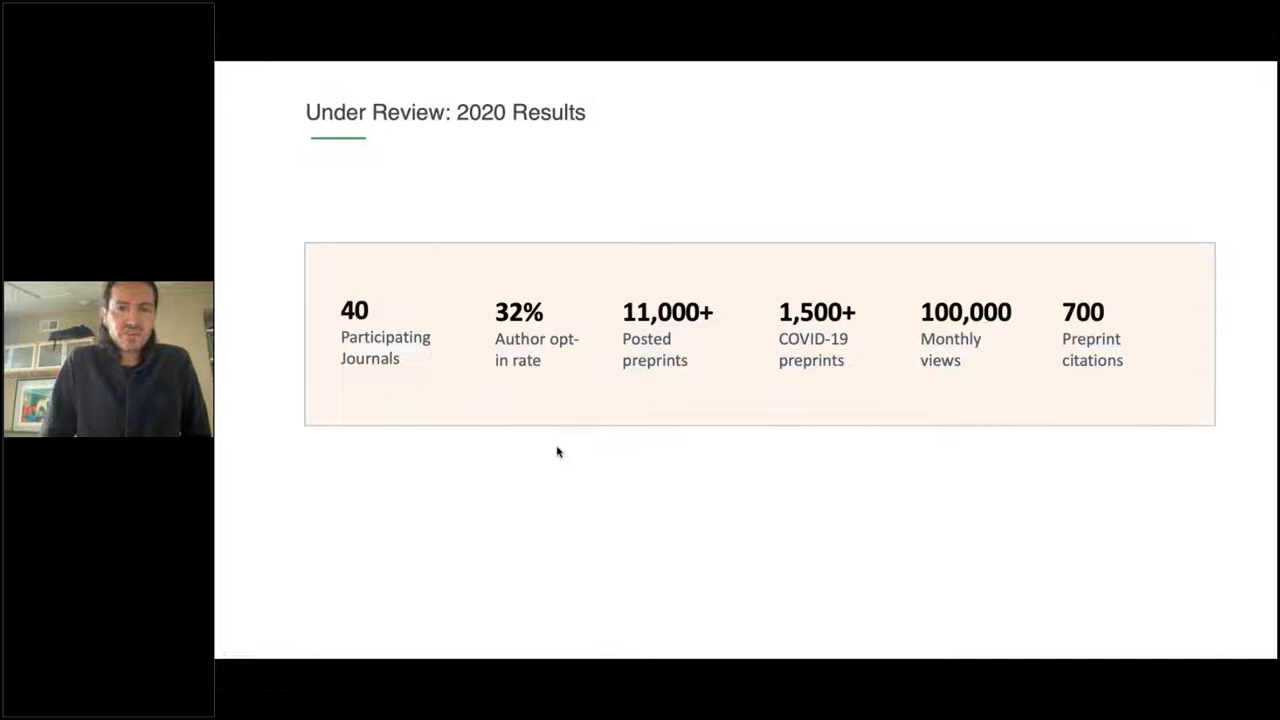 Under Review: 2020 Results
40
Participating
Journals
32%
Author opt-
in rate
11,000+
Posted
preprints
1,500+
COVID-19
preprints
100,000
Monthly
views
700
Preprint
citations